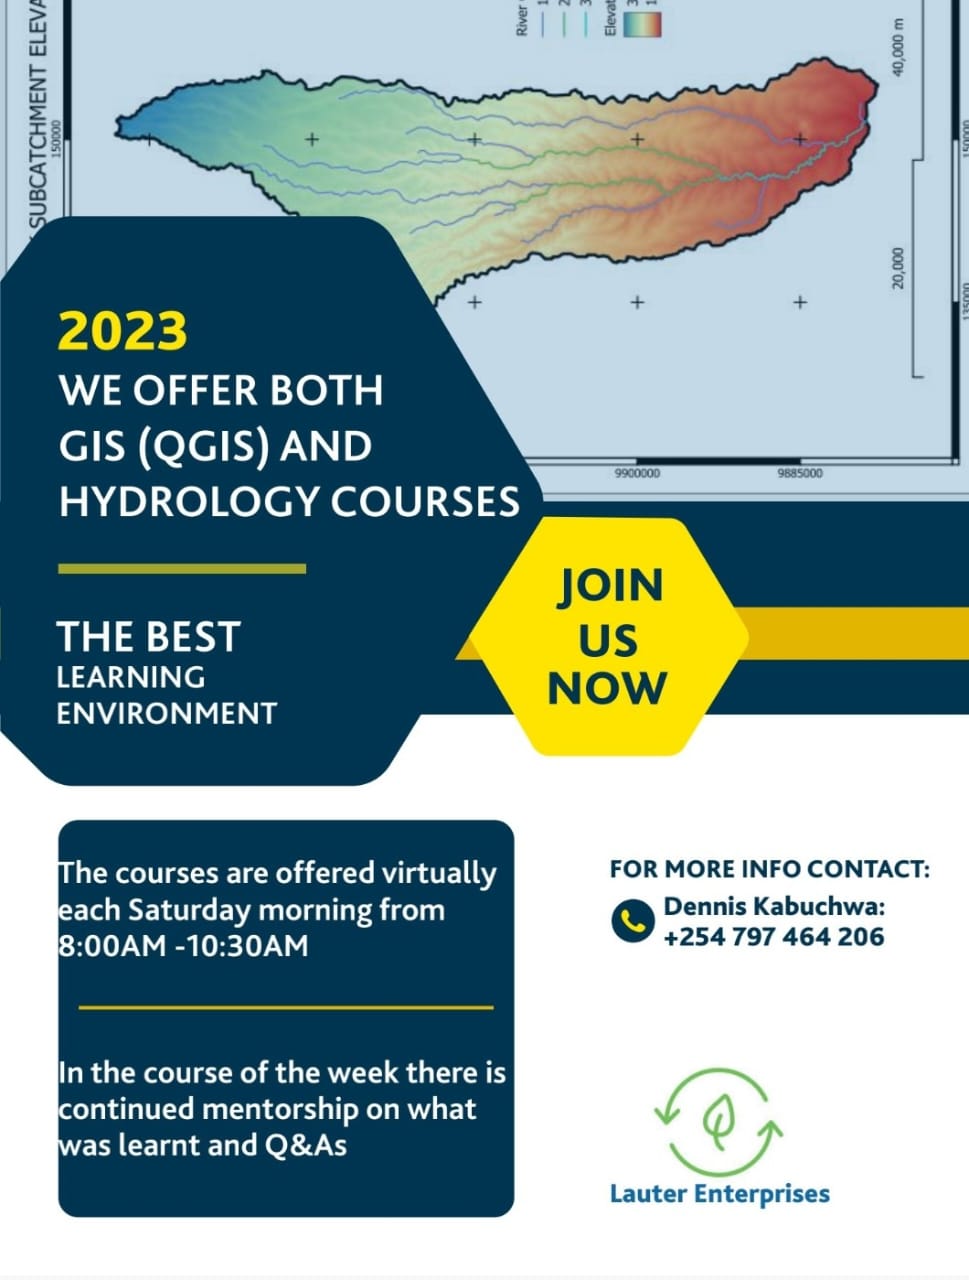 SUBCATCHMENT
River
1
2
3
Elevat
3
1
40,000 m
20,000
150000
9900000
9885000
2023
WE OFFER BOTH
GIS (QGIS) AND
HYDROLOGY COURSES
THE BEST
LEARNING
ENVIRONMENT
JOIN
US
NOW
The courses are offered virtually
each Saturday morning from
8:00AM -10:30AM
In the course of the week there is
continued mentorship on what
was learnt and Q&As
FOR MORE INFO CONTACT:
Dennis Kabuchwa:
+254 797 464 206
Lauter Enterprises